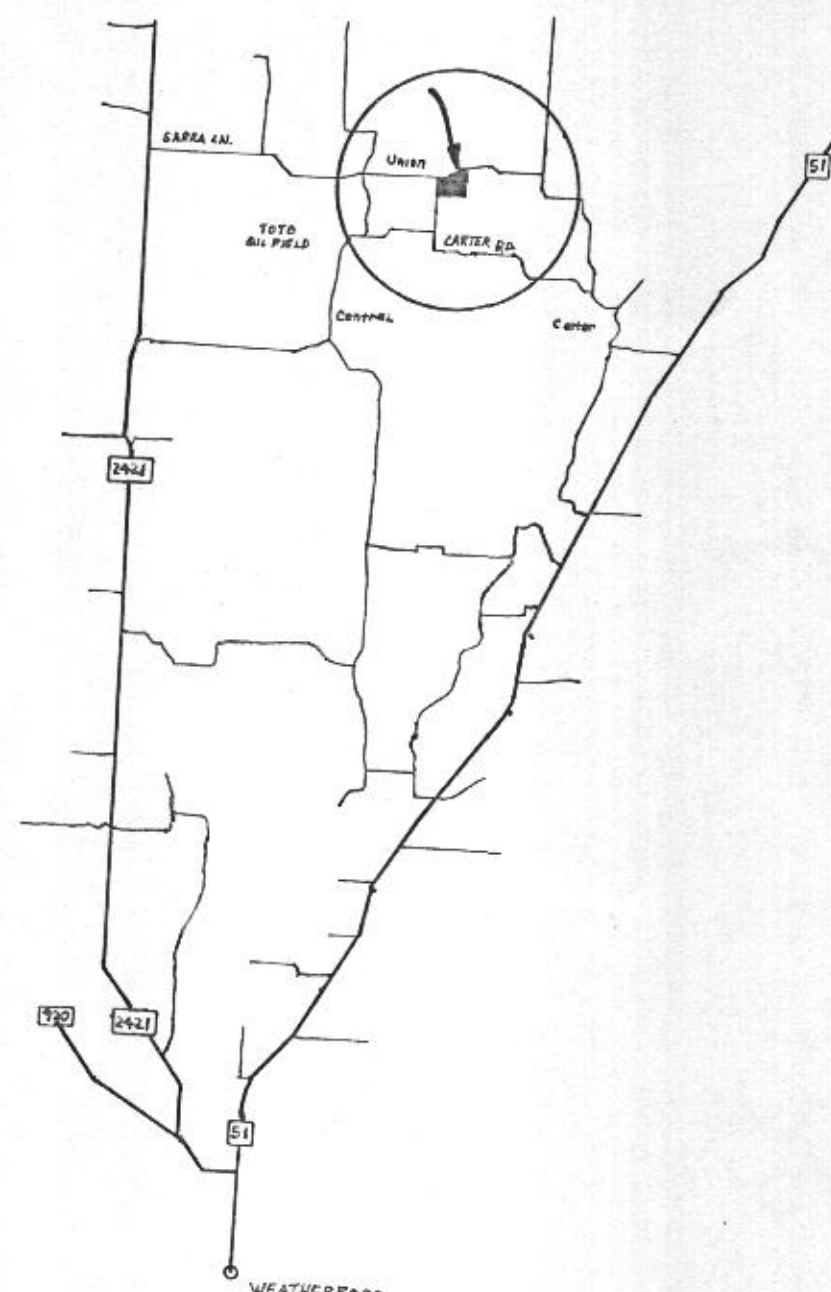 51
SARRA LN.
Union
TOTO
OIL FIELD
CARTER RD.
Central
Carter
2421
920
2421
51
WEATHERFORD